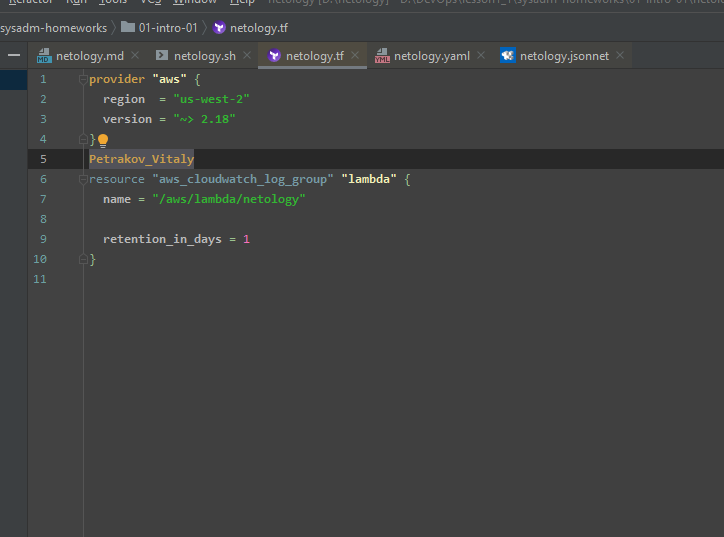 Refactor Run Tools VCS Window Help netology [D:\netology] - D:\DevOps\lesson_1\sysadm-homeworks\01-intro-01\netology.tf
sysadm-homeworks 01-intro-01 netology.tf
netology.md netology.sh netology.tf netology.yaml netology.jsonnet
1 provider "aws" {
2 region = "us-west-2"
3 version = "~> 2.18"
4 }
5 Petrakov_Vitaly
6 resource "aws_cloudwatch_log_group" "lambda" {
7 name = "/aws/lambda/netology"
8
9 retention_in_days = 1
10 }
11